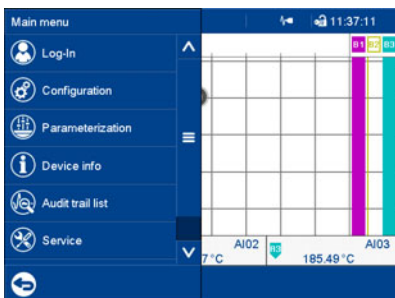 Main menu
11:37:11
Log-In
B1 B2 B3
Configuration
Parameterization
Device info
Audit trail list
Service
AI02
AI03
7°C
B3
185.49°C